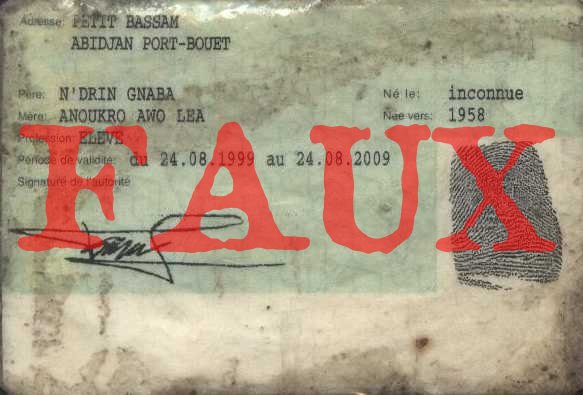 Adresse: PETIT BASSAM
ABIDJAN PORT-BOUET
Père: N'DRIN GNABA
Né le: inconnue
Mère: ANOUKRO AWO LEA
Née vers: 1958
Profession: ELEVE
Période de validité: du 24.08.1999 au 24.08.2009
Signature de l'autorité
FAUX